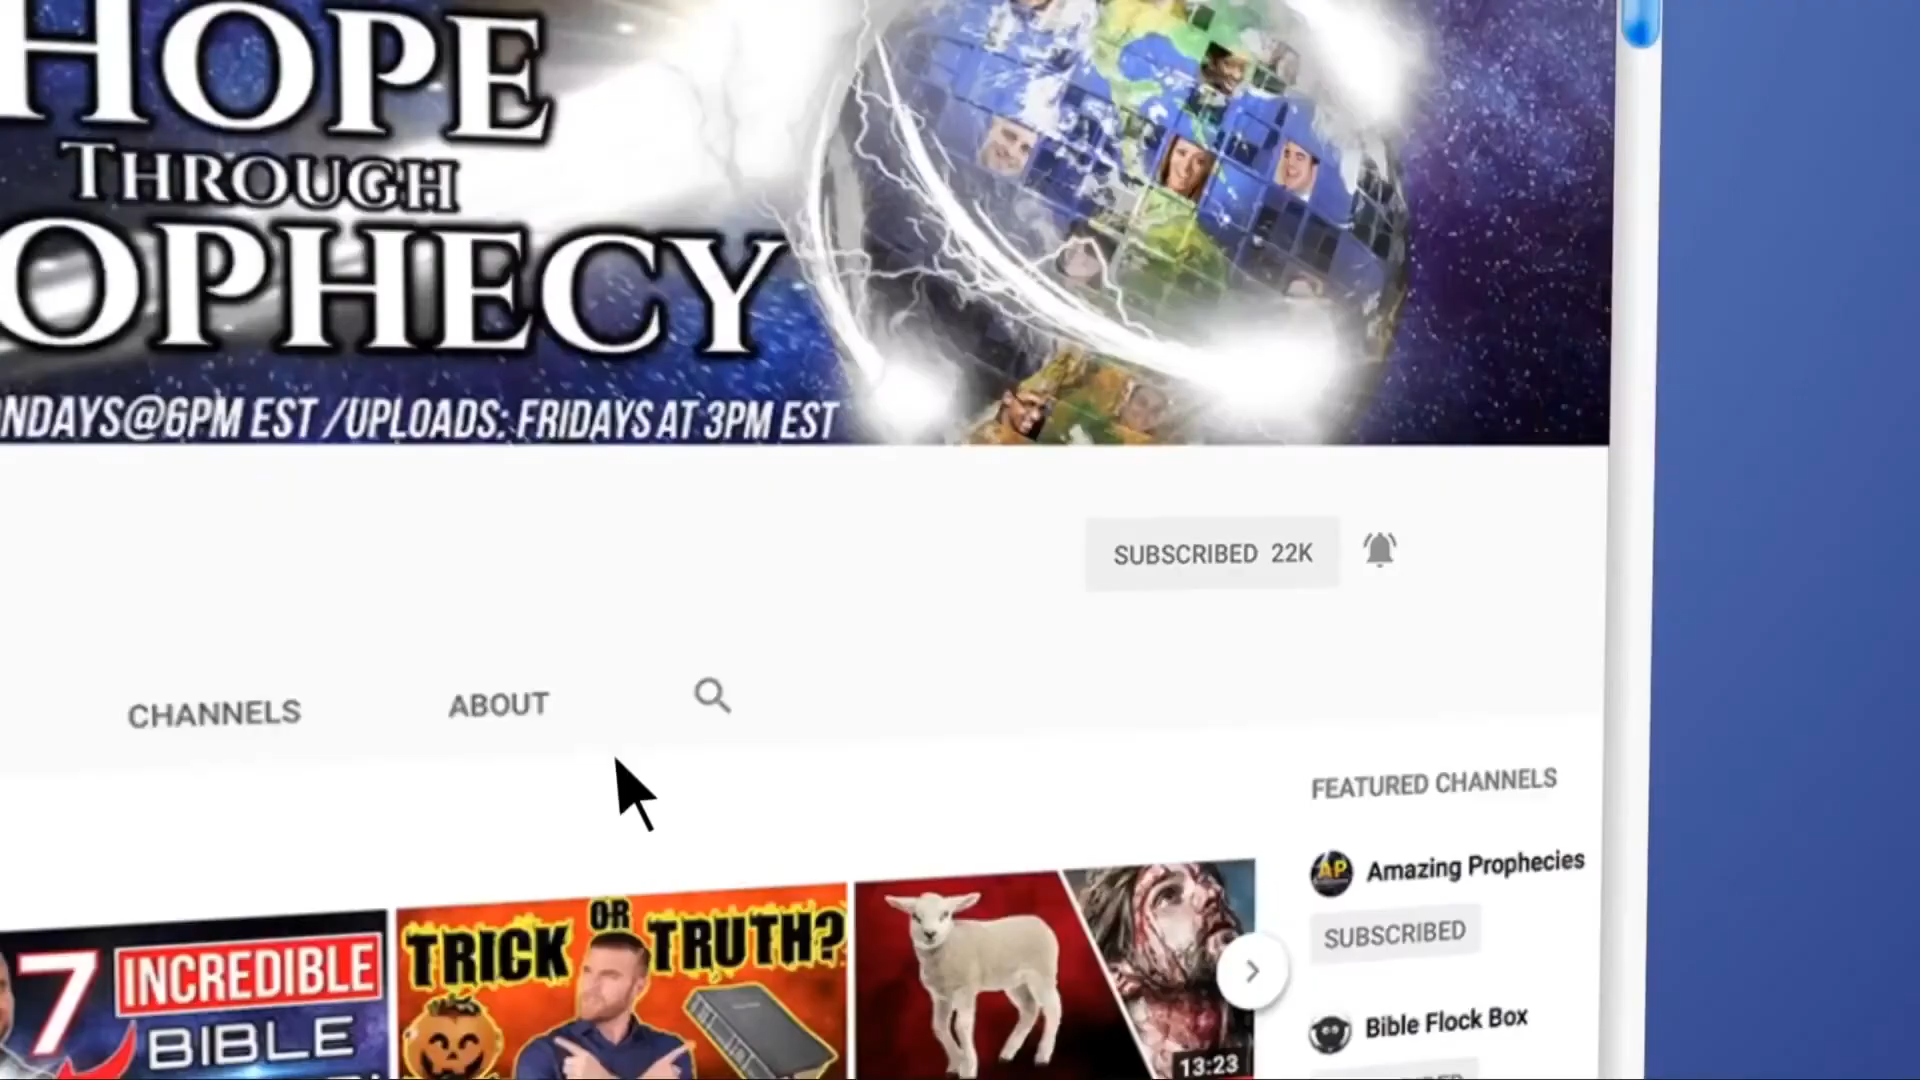 HOPE
THROUGH
OPHECY
NDAYS@6PM EST /UPLOADS: FRIDAYS AT 3PM EST
SUBSCRIBED 22K
CHANNELS
ABOUT
FEATURED CHANNELS
AP
Amazing Prophecies
SUBSCRIBED
Bible Flock Box
7 INCREDIBLE
BIBLE
TRICK OR TRUTH?
13:23